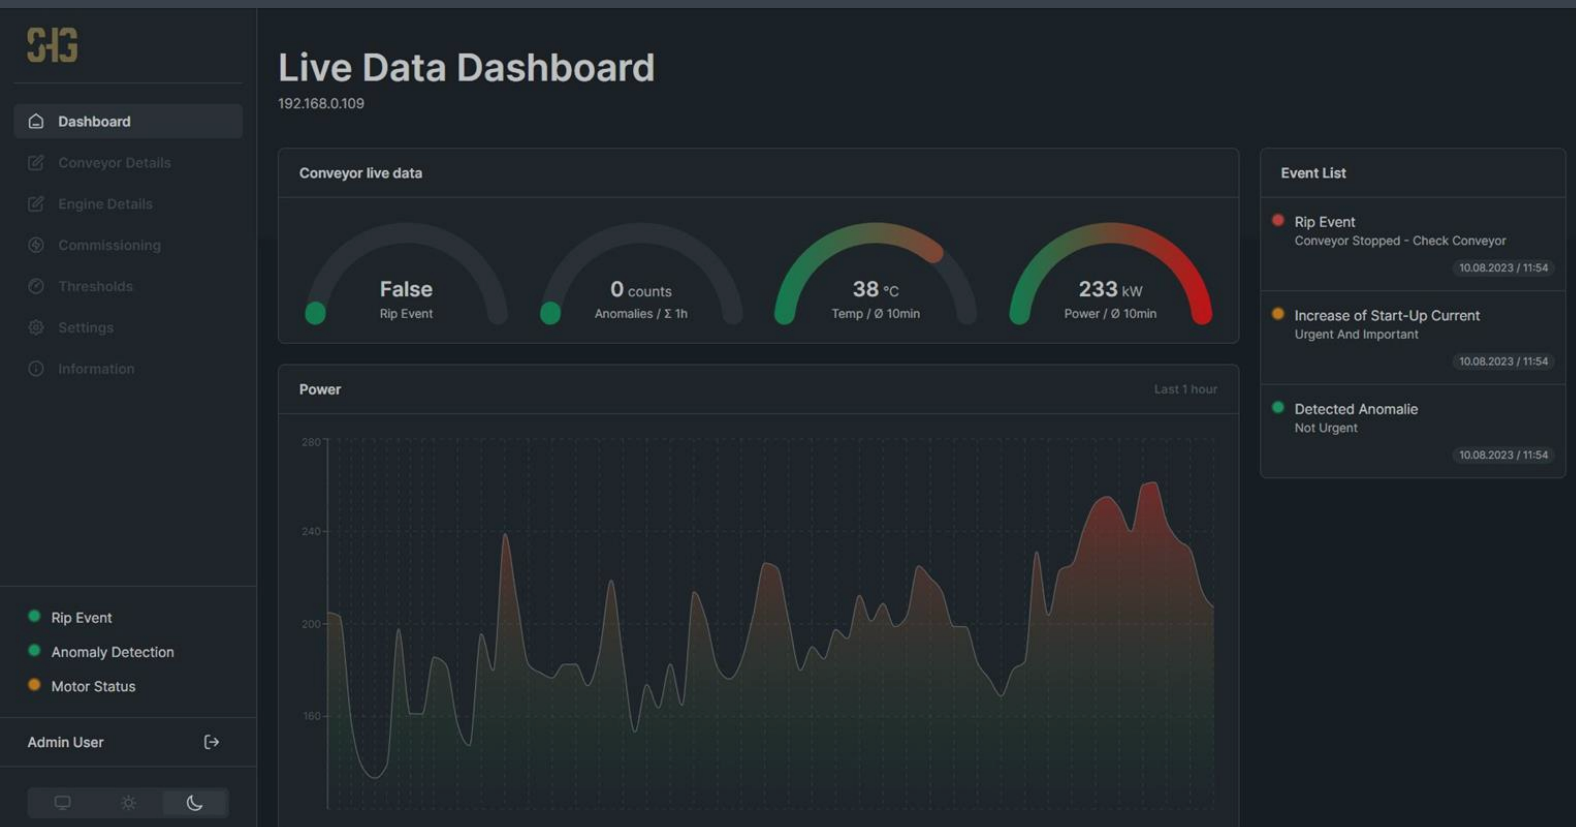 SHG
Live Data Dashboard
192.168.0.109
Dashboard
Conveyor Details
Engine Details
Commissioning
Thresholds
Settings
Information
Rip Event
Anomaly Detection
Motor Status
Admin User
Conveyor live data
False
Rip Event
0 counts
Anomalies / Σ 1h
38 °C
Temp / Ø 10min
233 kW
Power / Ø 10min
Power
Last 1 hour
280
240
200
160
Event List
Rip Event
Conveyor Stopped - Check Conveyor
10.08.2023 / 11:54
Increase of Start-Up Current
Urgent And Important
10.08.2023 / 11:54
Detected Anomalie
Not Urgent
10.08.2023 / 11:54